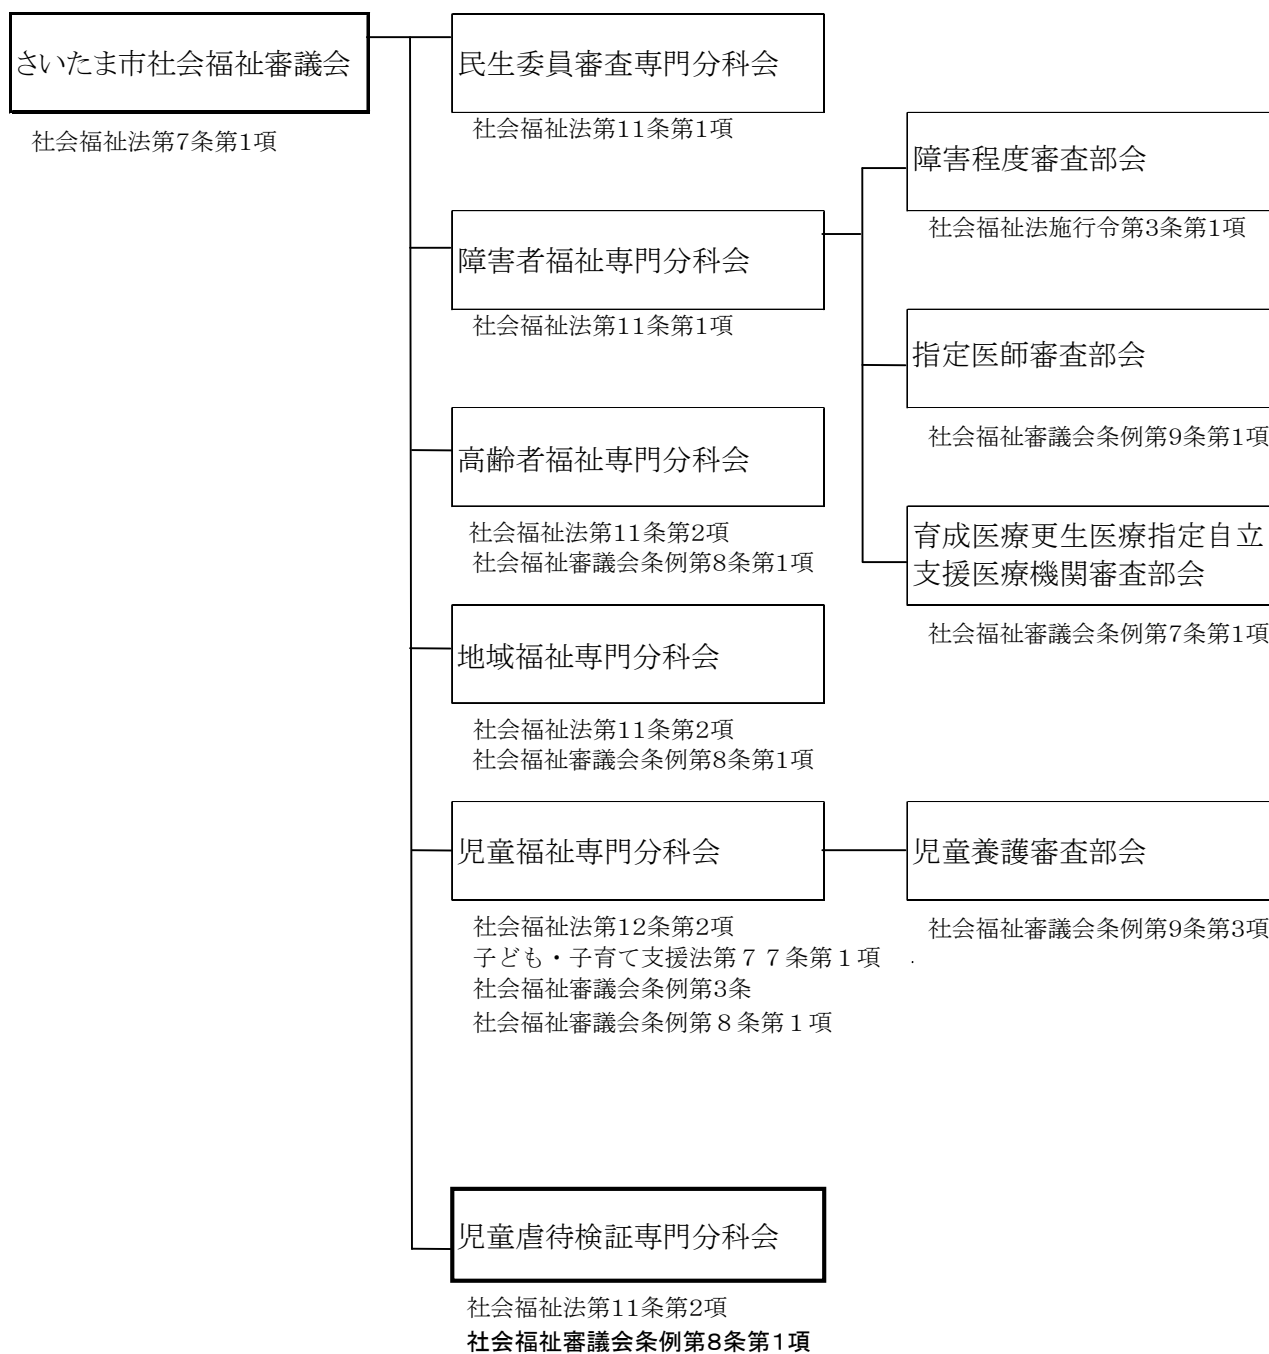 さいたま市社会福祉審議会
社会福祉法第7条第1項
民生委員審査専門分科会
社会福祉法第11条第1項
障害者福祉専門分科会
社会福祉法第11条第1項
障害程度審査部会
社会福祉法施行令第3条第1項
指定医師審査部会
社会福祉審議会条例第9条第1項
育成医療更生医療指定自立
支援医療機関審査部会
社会福祉審議会条例第7条第1項
高齢者福祉専門分科会
社会福祉法第11条第2項
社会福祉審議会条例第8条第1項
地域福祉専門分科会
社会福祉法第11条第2項
社会福祉審議会条例第8条第1項
児童福祉専門分科会
社会福祉法第12条第2項
子ども・子育て支援法第７７条第１項
社会福祉審議会条例第3条
社会福祉審議会条例第８条第１項
児童養護審査部会
社会福祉審議会条例第9条第3項
児童虐待検証専門分科会
社会福祉法第11条第2項
社会福祉審議会条例第8条第1項